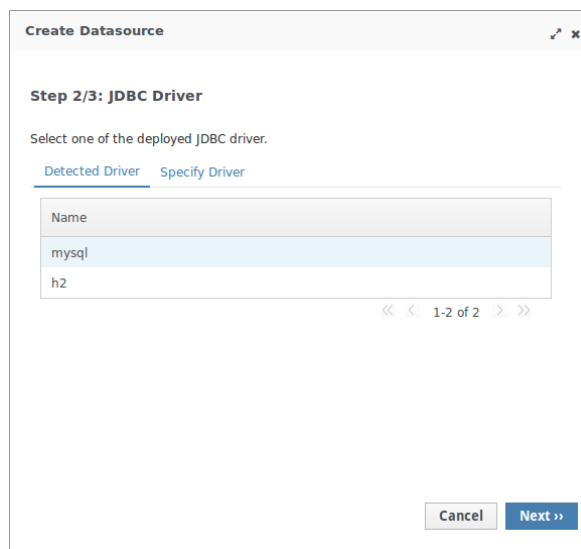 Create Datasource
Step 2/3: JDBC Driver
Select one of the deployed JDBC driver.
Detected Driver Specify Driver
Name
mysql
h2
1-2 of 2
Cancel Next ››